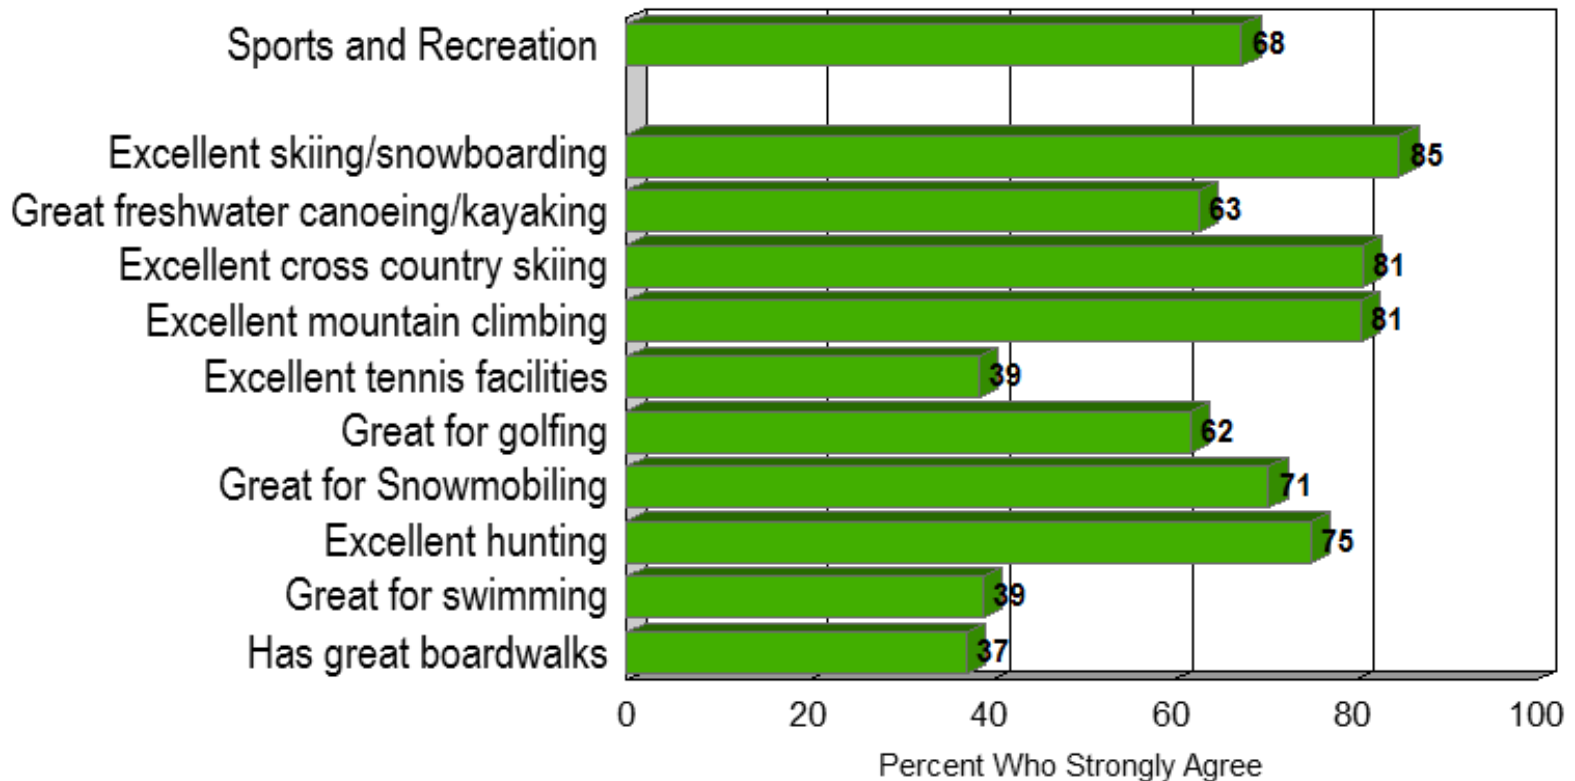 Sports and Recreation 68
Excellent skiing/snowboarding 85
Great freshwater canoeing/kayaking 63
Excellent cross country skiing 81
Excellent mountain climbing 81
Excellent tennis facilities 39
Great for golfing 62
Great for Snowmobiling 71
Excellent hunting 75
Great for swimming 39
Has great boardwalks 37
0 20 40 60 80 100
Percent Who Strongly Agree